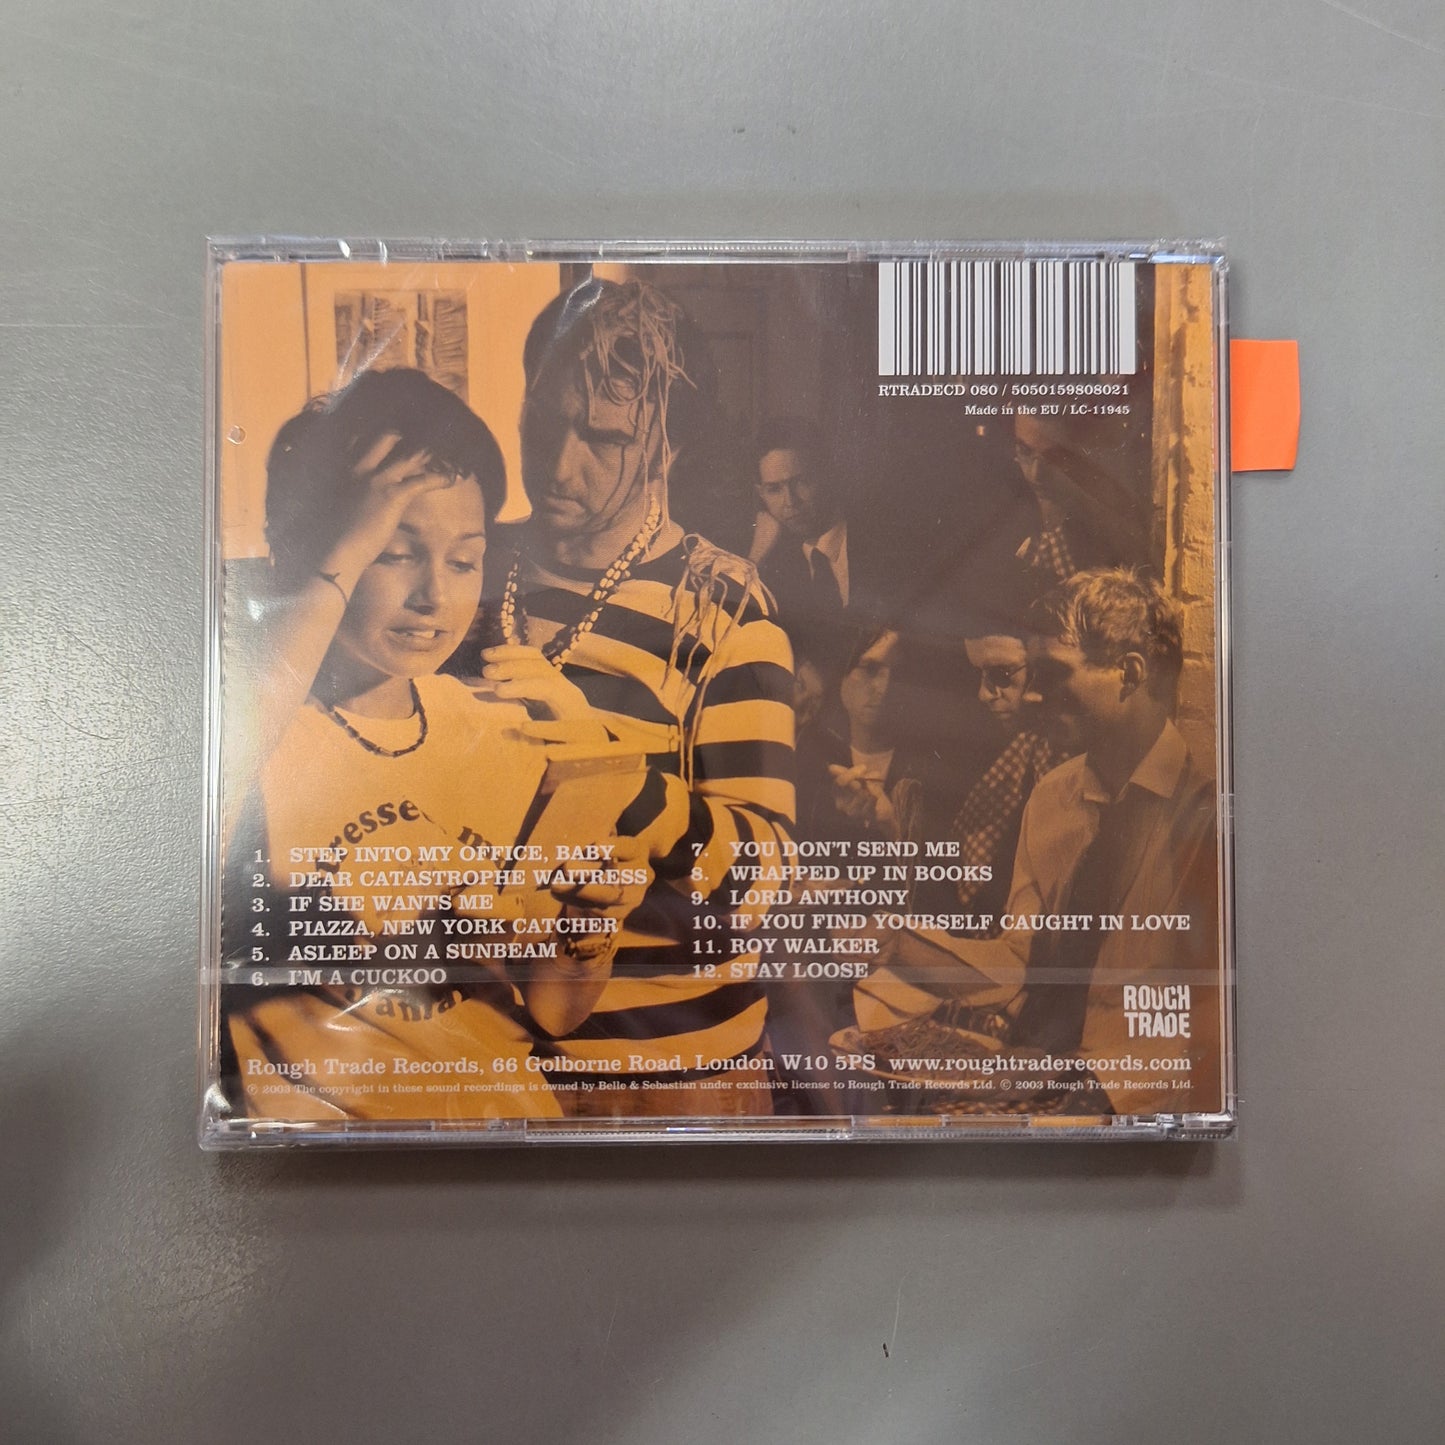 RTRADECD 080 / 5050159808021
Made in the EU / LC-11945
1. STEP INTO MY OFFICE, BABY
2. DEAR CATASTROPHE WAITRESS
3. IF SHE WANTS ME
4. PIAZZA, NEW YORK CATCHER
5. ASLEEP ON A SUNBEAM
6. I'M A CUCKOO
7. YOU DON'T SEND ME
8. WRAPPED UP IN BOOKS
9. LORD ANTHONY
10. IF YOU FIND YOURSELF CAUGHT IN LOVE
11. ROY WALKER
12. STAY LOOSE
ROUGH
TRADE
Rough Trade Records, 66 Golborne Road, London W10 5PS www.roughtraderecords.com
℗ 2003 The copyright in these sound recordings is owned by Belle & Sebastian under exclusive license to Rough Trade Records Ltd. © 2003 Rough Trade Records Ltd.